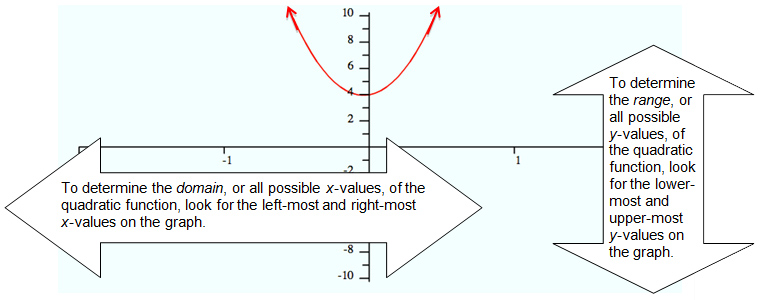 10
8
6
4
2
-1
1
-2
To determine the domain, or all possible x-values, of the
quadratic function, look for the left-most and right-most
x-values on the graph.
-8
-10
To determine
the range, or
all possible
y-values, of
the quadratic
function, look
for the lower-
most and
upper-most
y-values on
the graph.